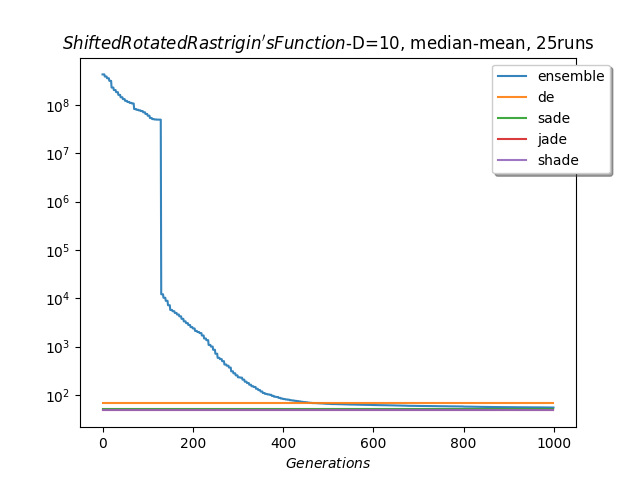 ShiftedRotatedRastrigin'sFunction-D=10, median-mean, 25runs
ensemble
de
sade
jade
shade
10^8
10^7
10^6
10^5
10^4
10^3
10^2
0 200 400 600 800 1000
Generations